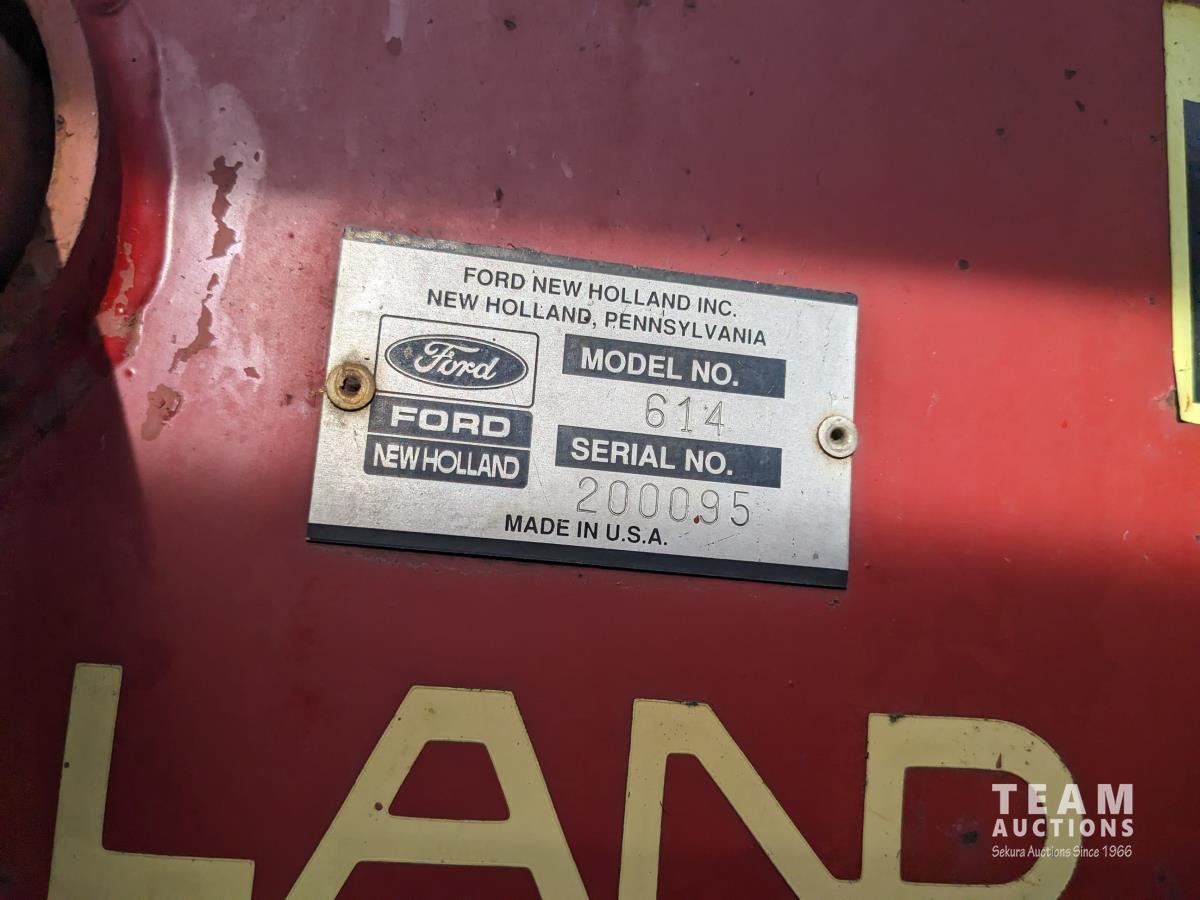 FORD NEW HOLLAND INC.
NEW HOLLAND, PENNSYLVANIA
Ford
FORD
NEW HOLLAND
MODEL NO.
614
SERIAL NO.
200095
MADE IN U.S.A.
LAND
TEAM
AUCTIONS
Sekura Auctions Since 1966